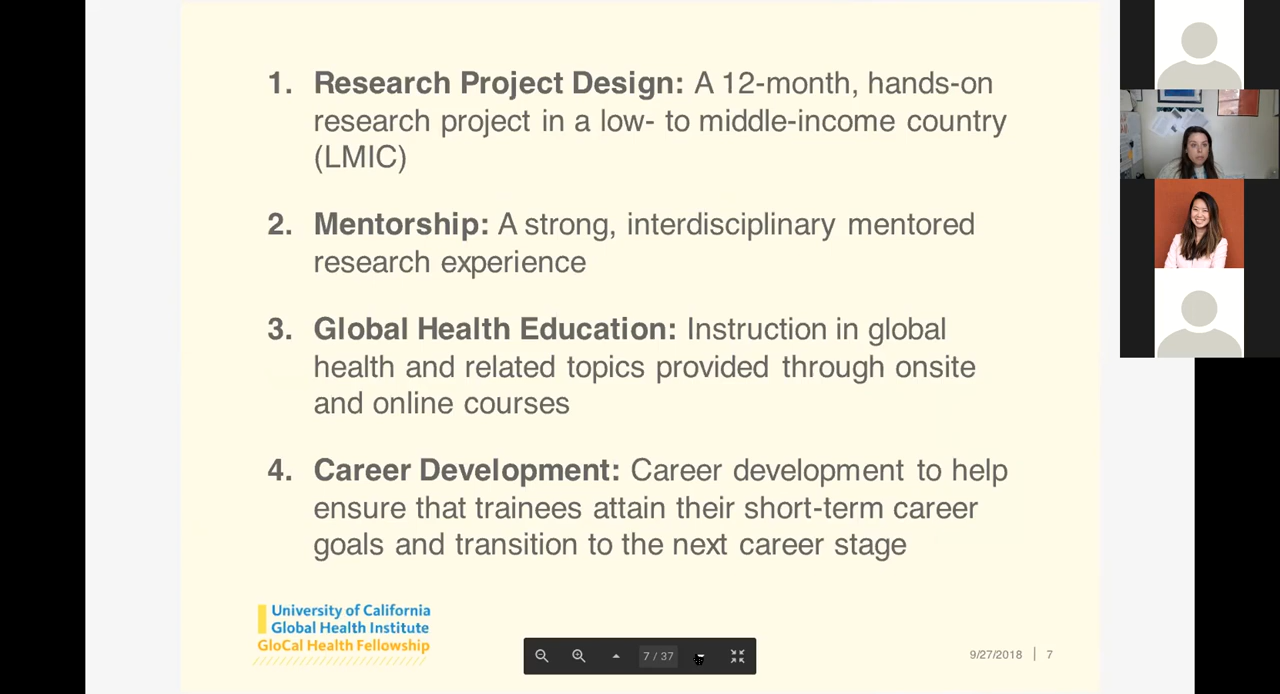 1. Research Project Design: A 12-month, hands-on
research project in a low- to middle-income country
(LMIC)
2. Mentorship: A strong, interdisciplinary mentored
research experience
3. Global Health Education: Instruction in global
health and related topics provided through onsite
and online courses
4. Career Development: Career development to help
ensure that trainees attain their short-term career
goals and transition to the next career stage
University of California
Global Health Institute
GloCal Health Fellowship
7 / 37
9/27/2018 | 7